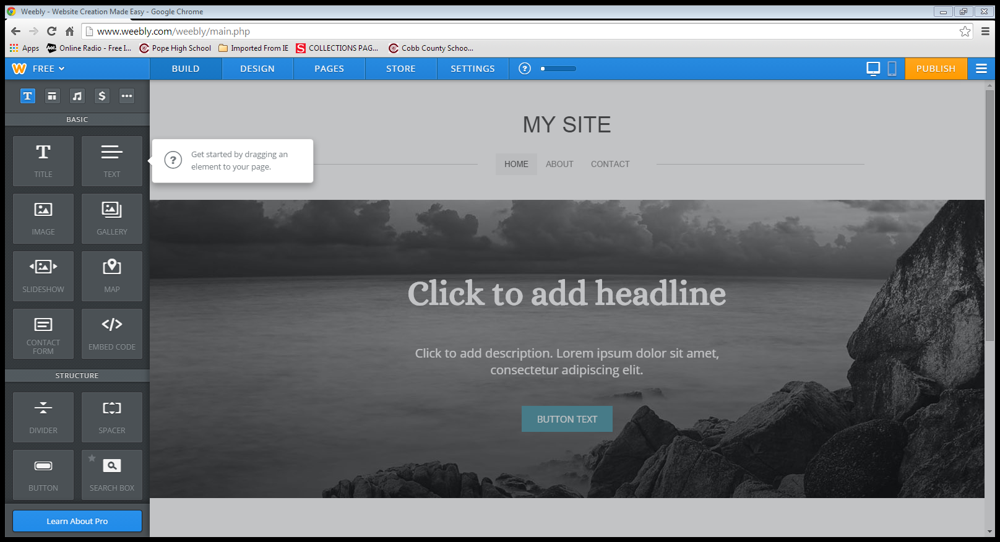 Weebly - Website Creation Made Easy - Google Chrome
www.weebly.com/weebly/main.php
Apps Aol. Online Radio - Free I... Pope High School Imported From IE S COLLECTIONS PAG... Cobb County Schoo...
W FREE BUILD DESIGN PAGES STORE SETTINGS ? PUBLISH
T $
BASIC
T
TITLE TEXT
IMAGE GALLERY
SLIDESHOW MAP
CONTACT
FORM
</>
EMBED CODE
STRUCTURE
DIVIDER SPACER
BUTTON SEARCH BOX
Learn About Pro
?
Get started by dragging an
element to your page.
MY SITE
HOME ABOUT CONTACT
Click to add headline
Click to add description. Lorem ipsum dolor sit amet,
consectetur adipiscing elit.
BUTTON TEXT